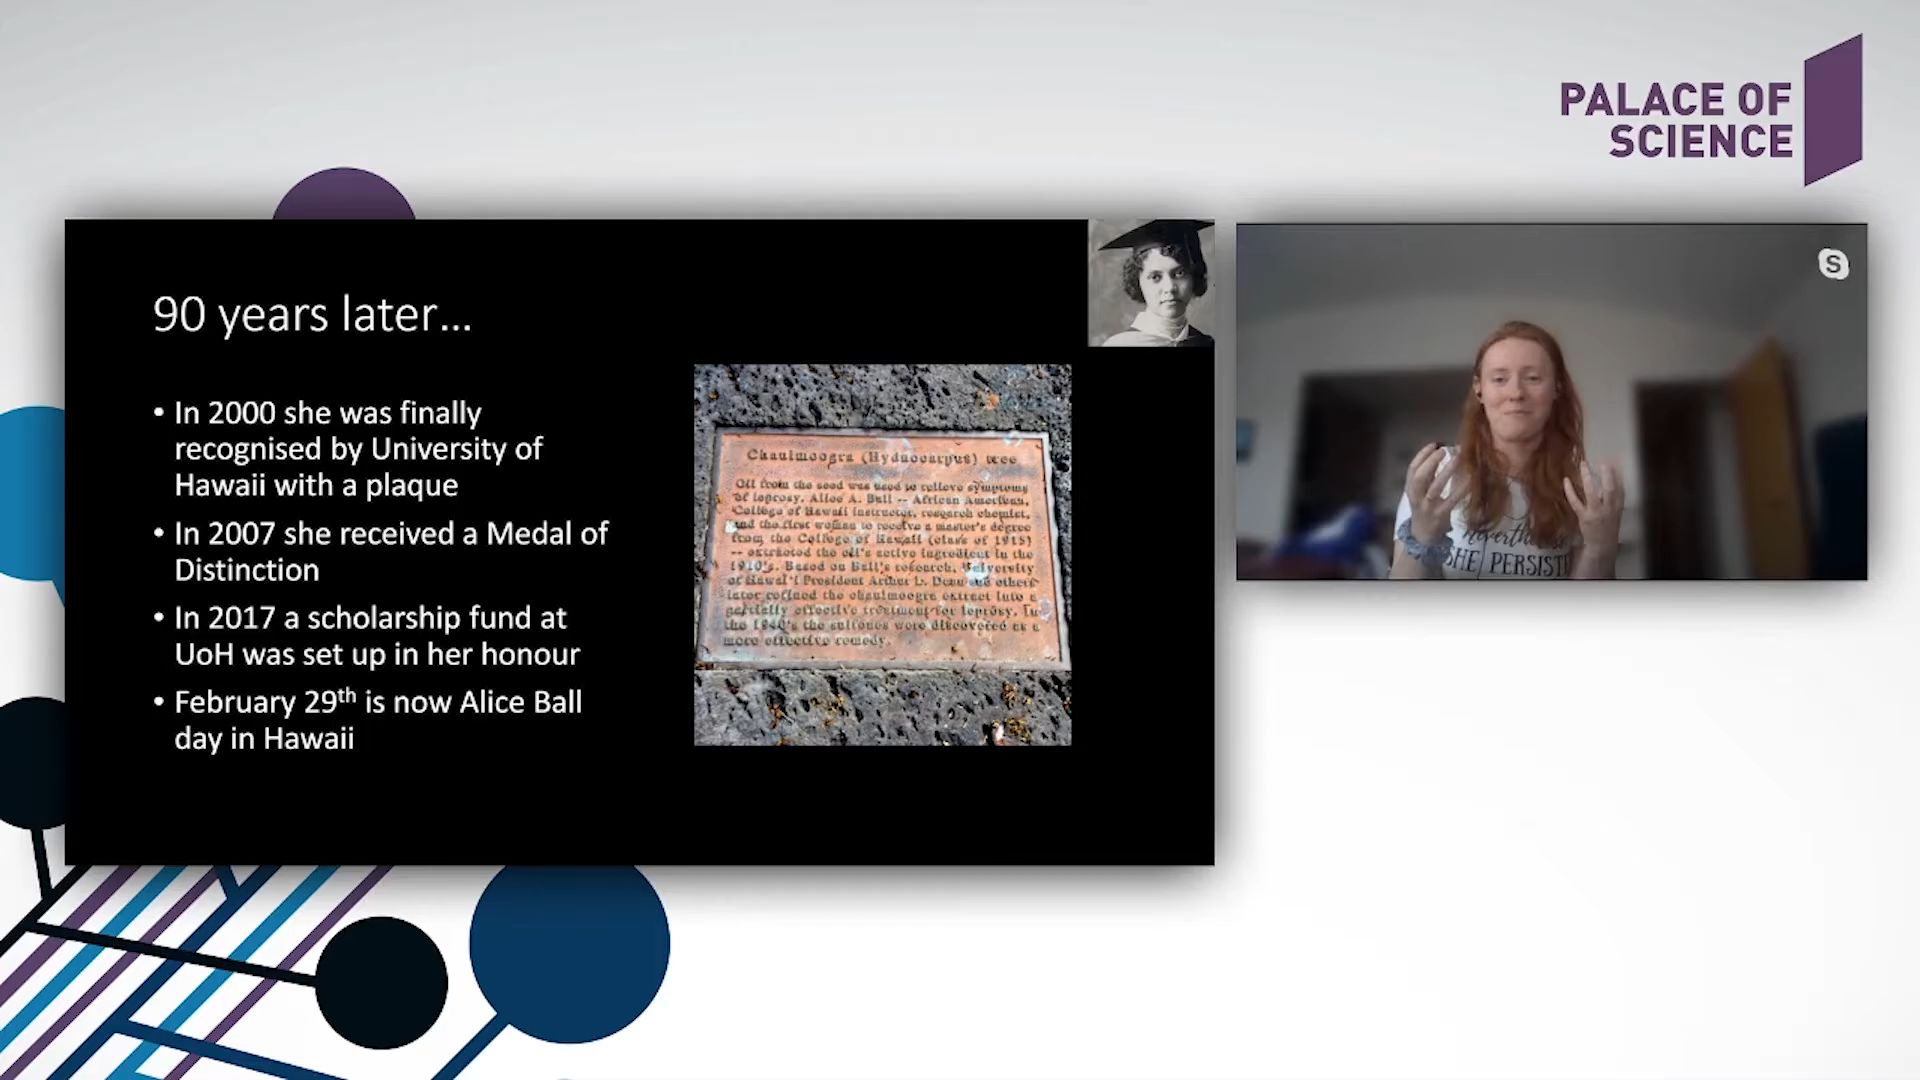 PALACE OF
SCIENCE
90 years later...
• In 2000 she was finally
recognised by University of
Hawaii with a plaque
• In 2007 she received a Medal of
Distinction
• In 2017 a scholarship fund at
UoH was set up in her honour
• February 29th is now Alice Ball
day in Hawaii
Chaulmoogra (Hydnocarpus) tree
Oil from the seed was used to relieve symptoms
of leprosy. Alice A. Ball -- African American,
College of Hawaii instructor, research chemist,
and the first woman to receive a master's degree
from the College of Hawaii (class of 1915)
-- extracted the oil's active ingredient in the
1910's. Based on Ball's research, University
of Hawai'i President Arthur L. Dean and others
later refined the chaulmoogra extract into a
partially effective treatment for leprosy. In
the 1940's the sulfones were discovered as a
more effective remedy.
S
nevertheless
SHE PERSISTE